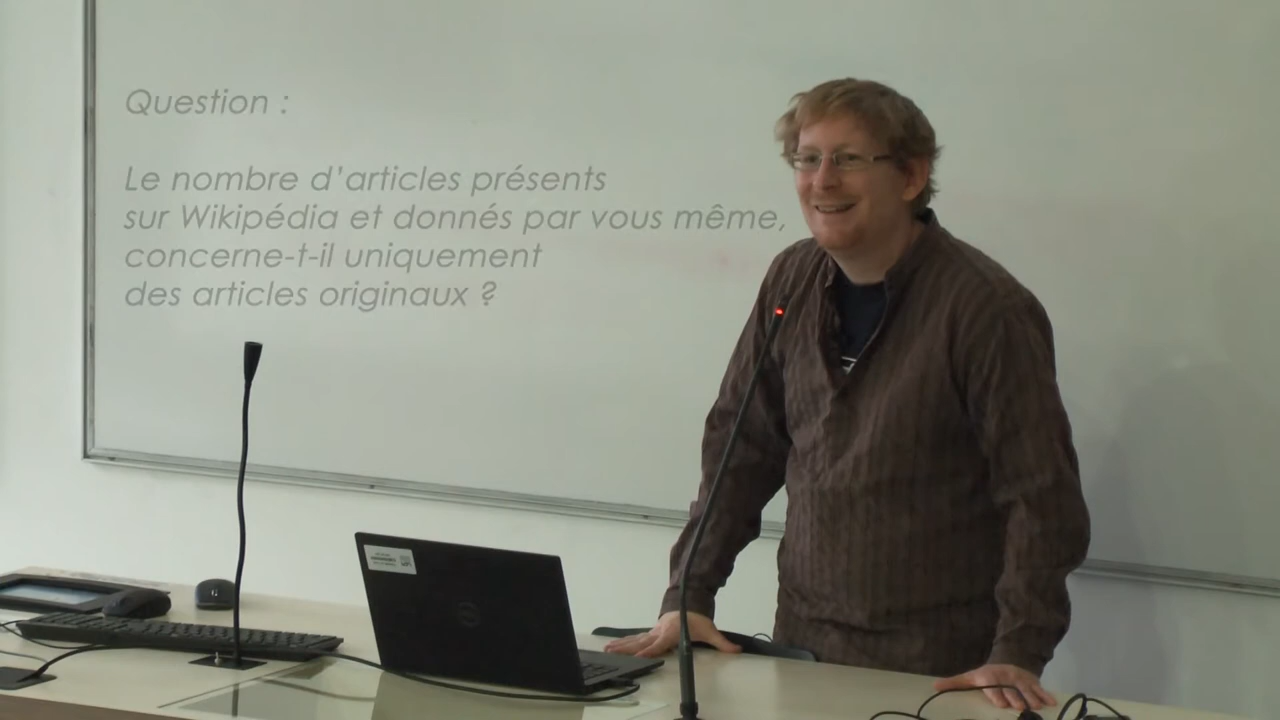 Question :
Le nombre d'articles présents
sur Wikipédia et donnés par vous même,
concerne-t-il uniquement
des articles originaux ?